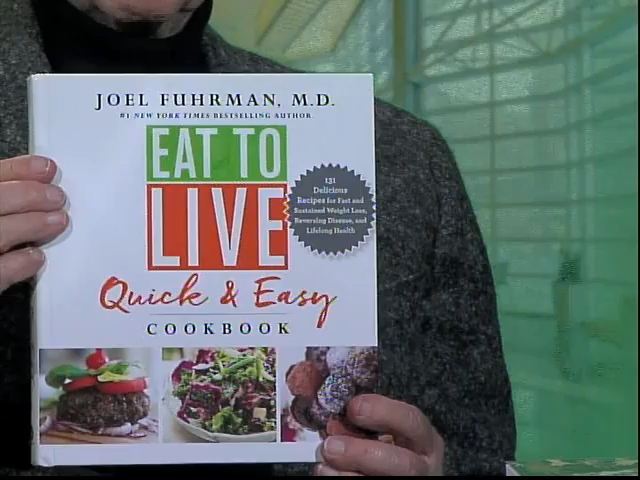 JOEL FUHRMAN, M.D.
#1 NEW YORK TIMES BESTSELLING AUTHOR
EAT TO
LIVE
131
Delicious
Recipes for Fast and
Sustained Weight Loss,
Reversing Disease, and
Lifelong Health
Quick & Easy
COOKBOOK